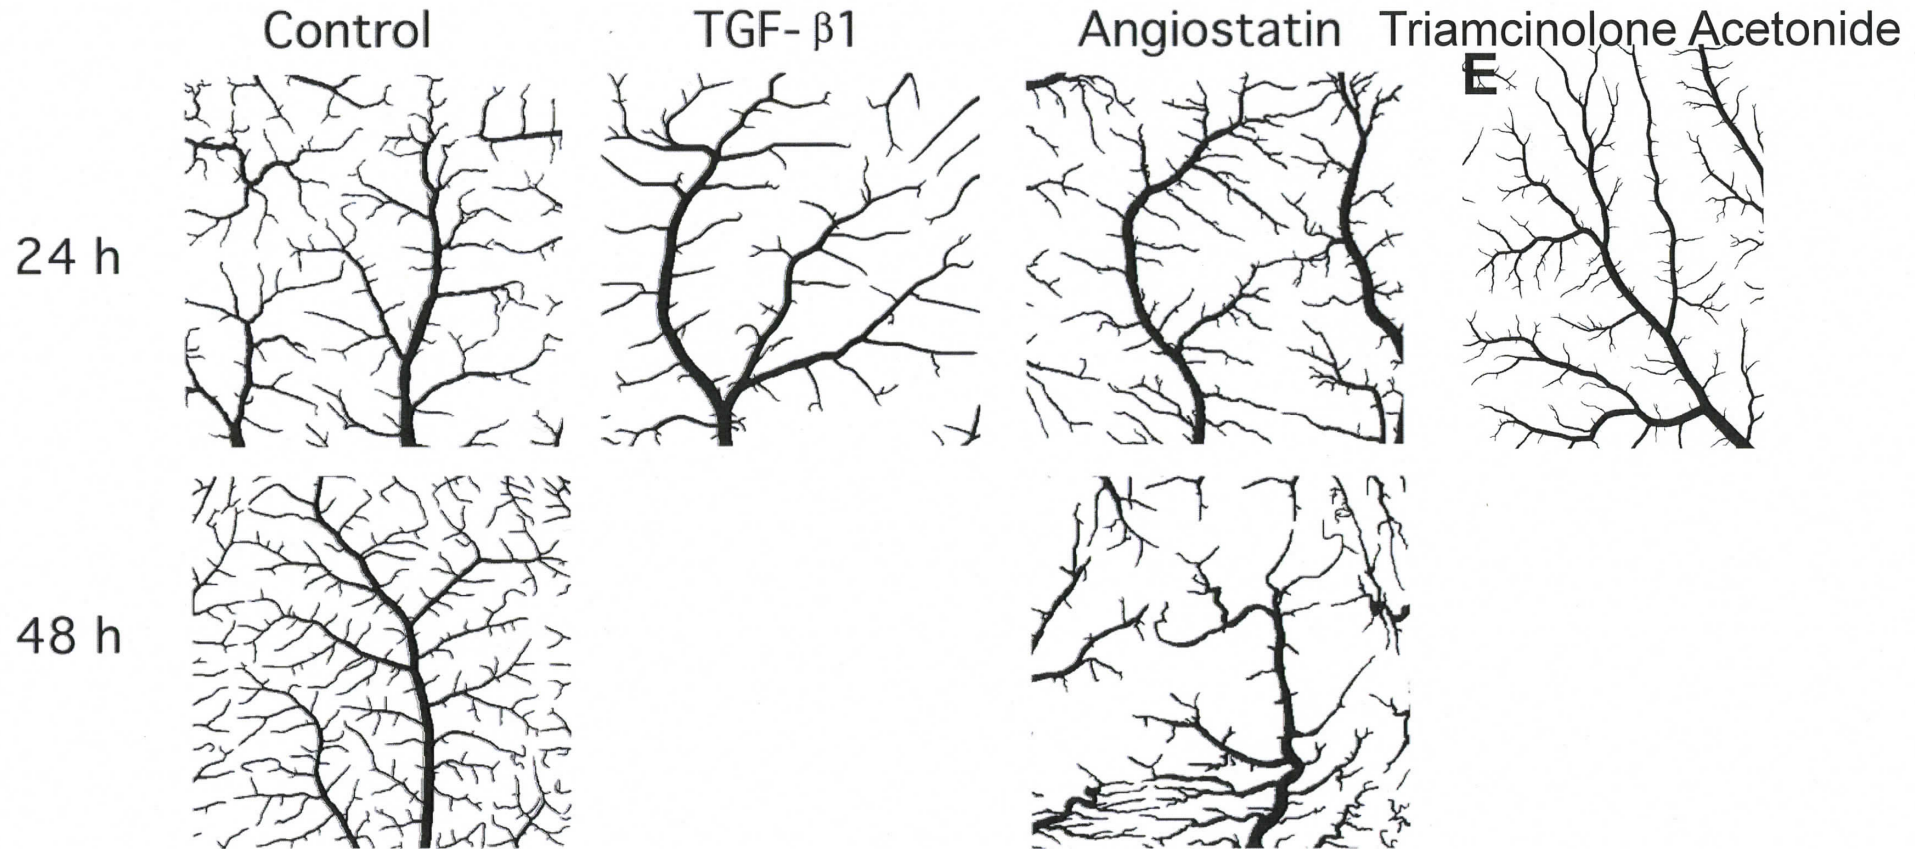 Control TGF- β1 Angiostatin Triamcinolone Acetonide
E
24 h
48 h